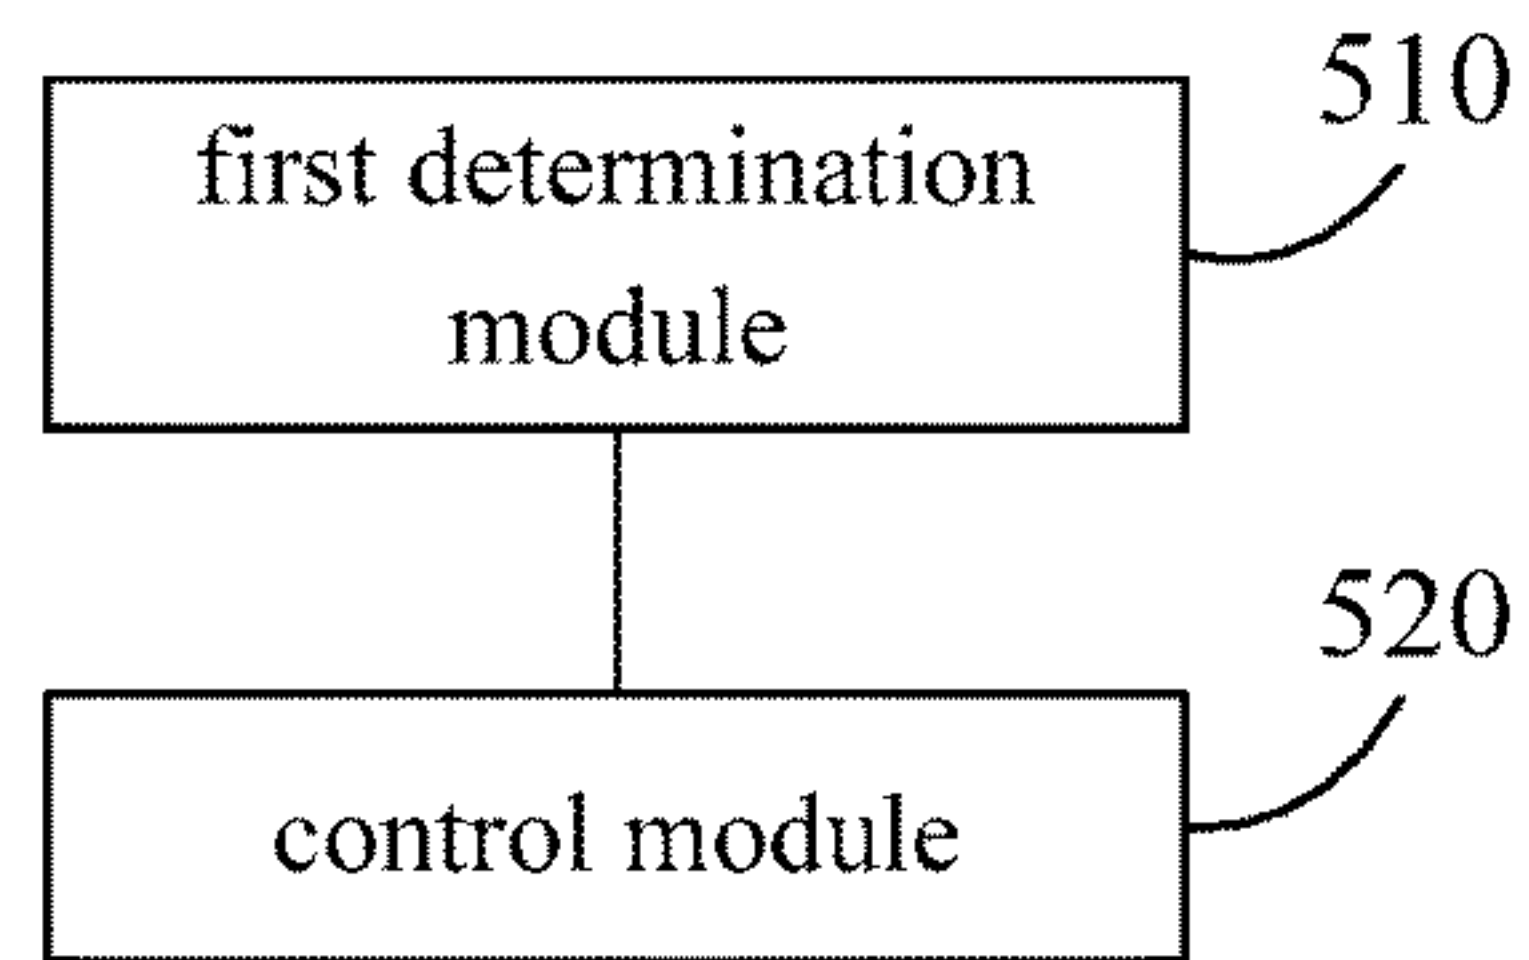 510
first determination
module
520
control module